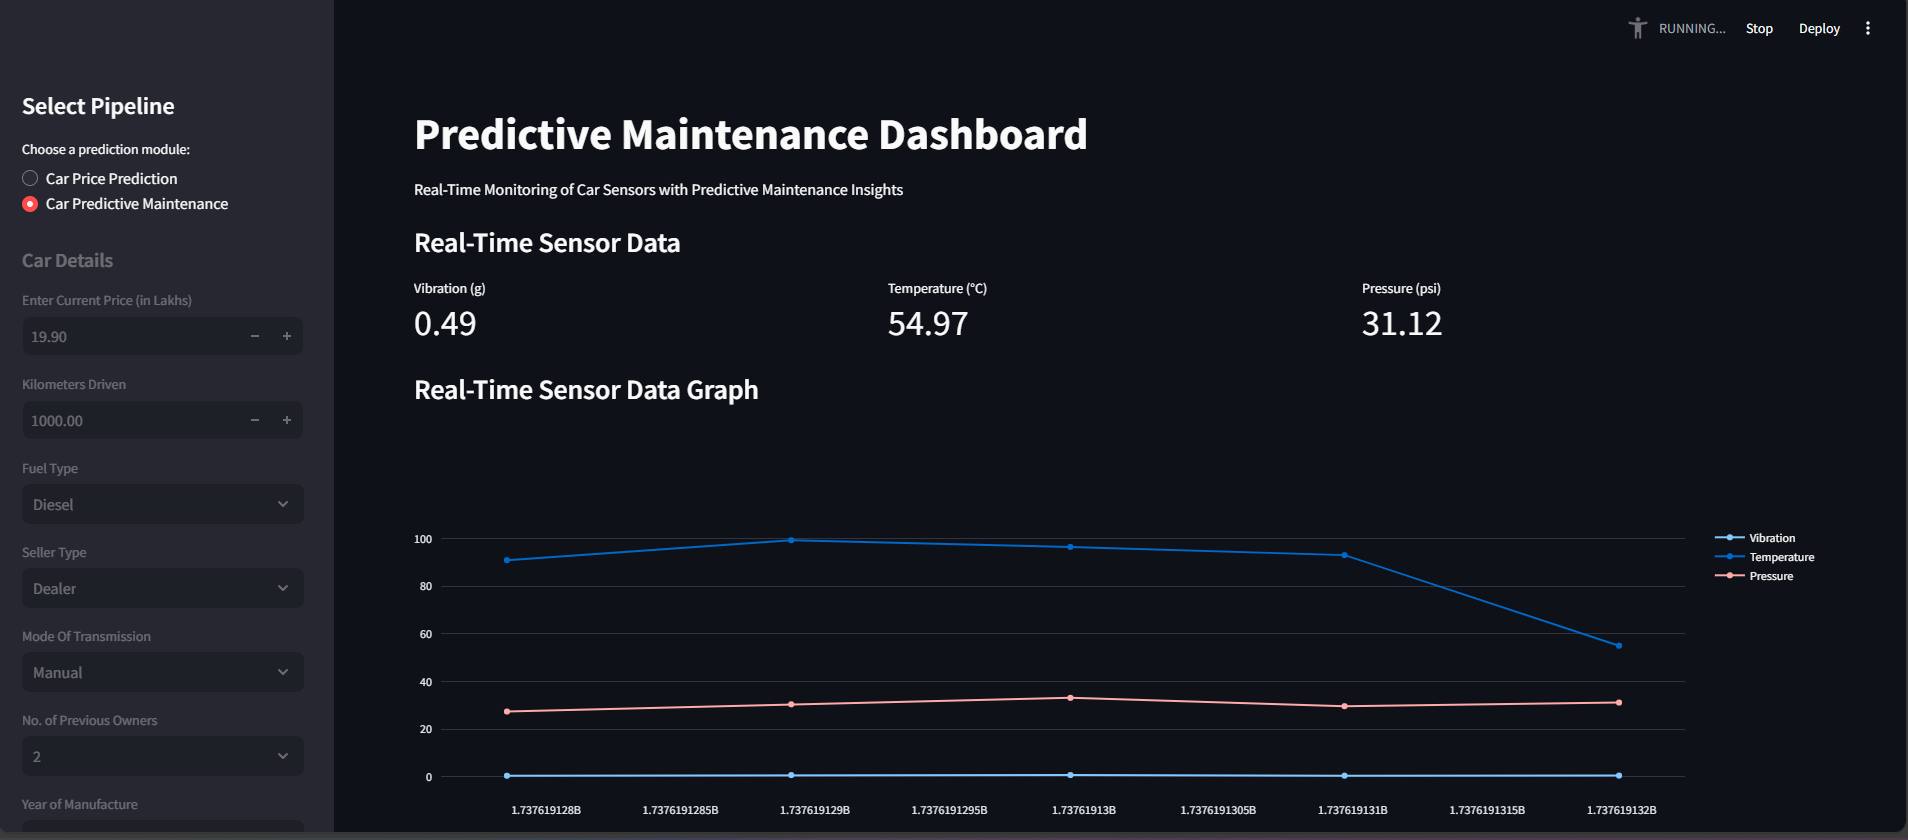 RUNNING...
Stop
Deploy
Select Pipeline
Choose a prediction module:
Car Price Prediction
Car Predictive Maintenance
Car Details
Enter Current Price (in Lakhs)
19.90
Kilometers Driven
1000.00
Fuel Type
Diesel
Seller Type
Dealer
Mode Of Transmission
Manual
No. of Previous Owners
2
Year of Manufacture
Predictive Maintenance Dashboard
Real-Time Monitoring of Car Sensors with Predictive Maintenance Insights
Real-Time Sensor Data
Vibration (g)
0.49
Temperature (°C)
54.97
Pressure (psi)
31.12
Real-Time Sensor Data Graph
100
80
60
40
20
0
1.737619128B 1.7376191285B 1.737619129B 1.7376191295B 1.73761913B 1.7376191305B 1.737619131B 1.7376191315B 1.737619132B
Vibration
Temperature
Pressure